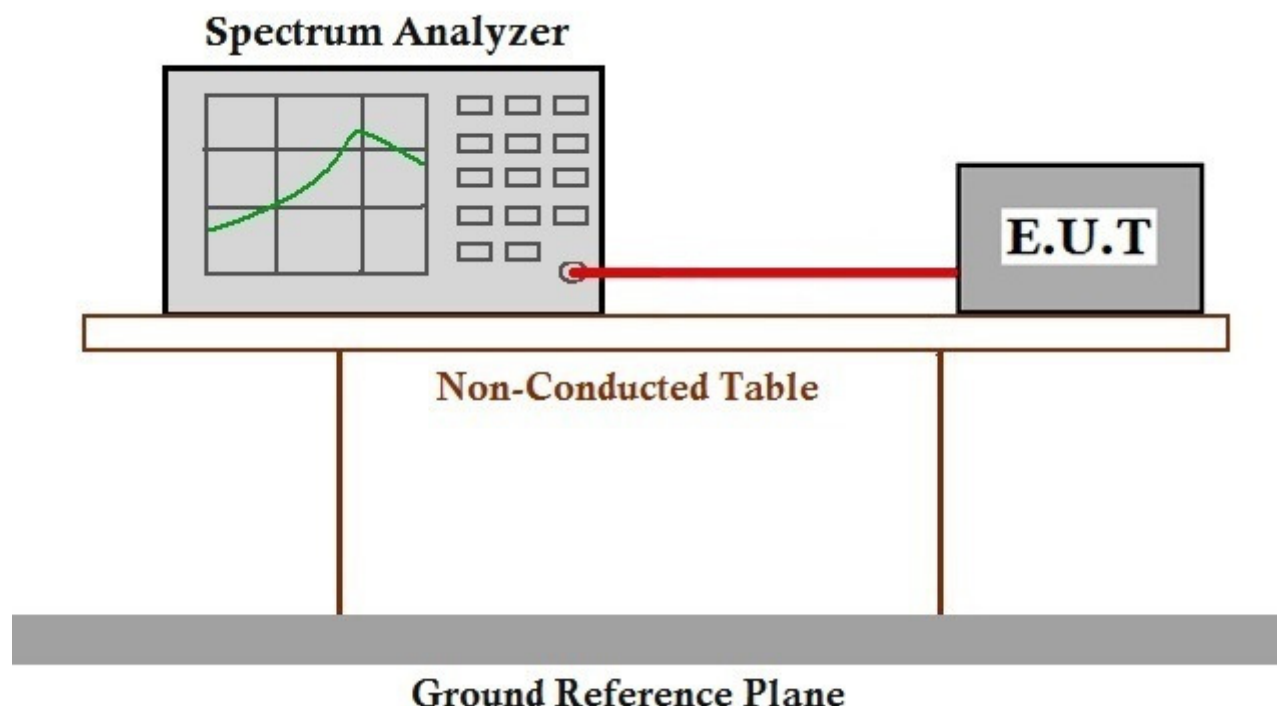 Spectrum Analyzer
E.U.T
Non-Conducted Table
Ground Reference Plane